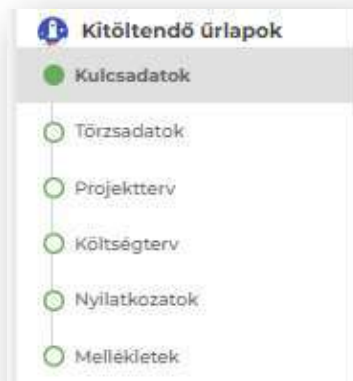 Kitöltendő űrlapok
Kulcsadatok
Törzsadatok
Projektterv
Költségterv
Nyilatkozatok
Mellékletek